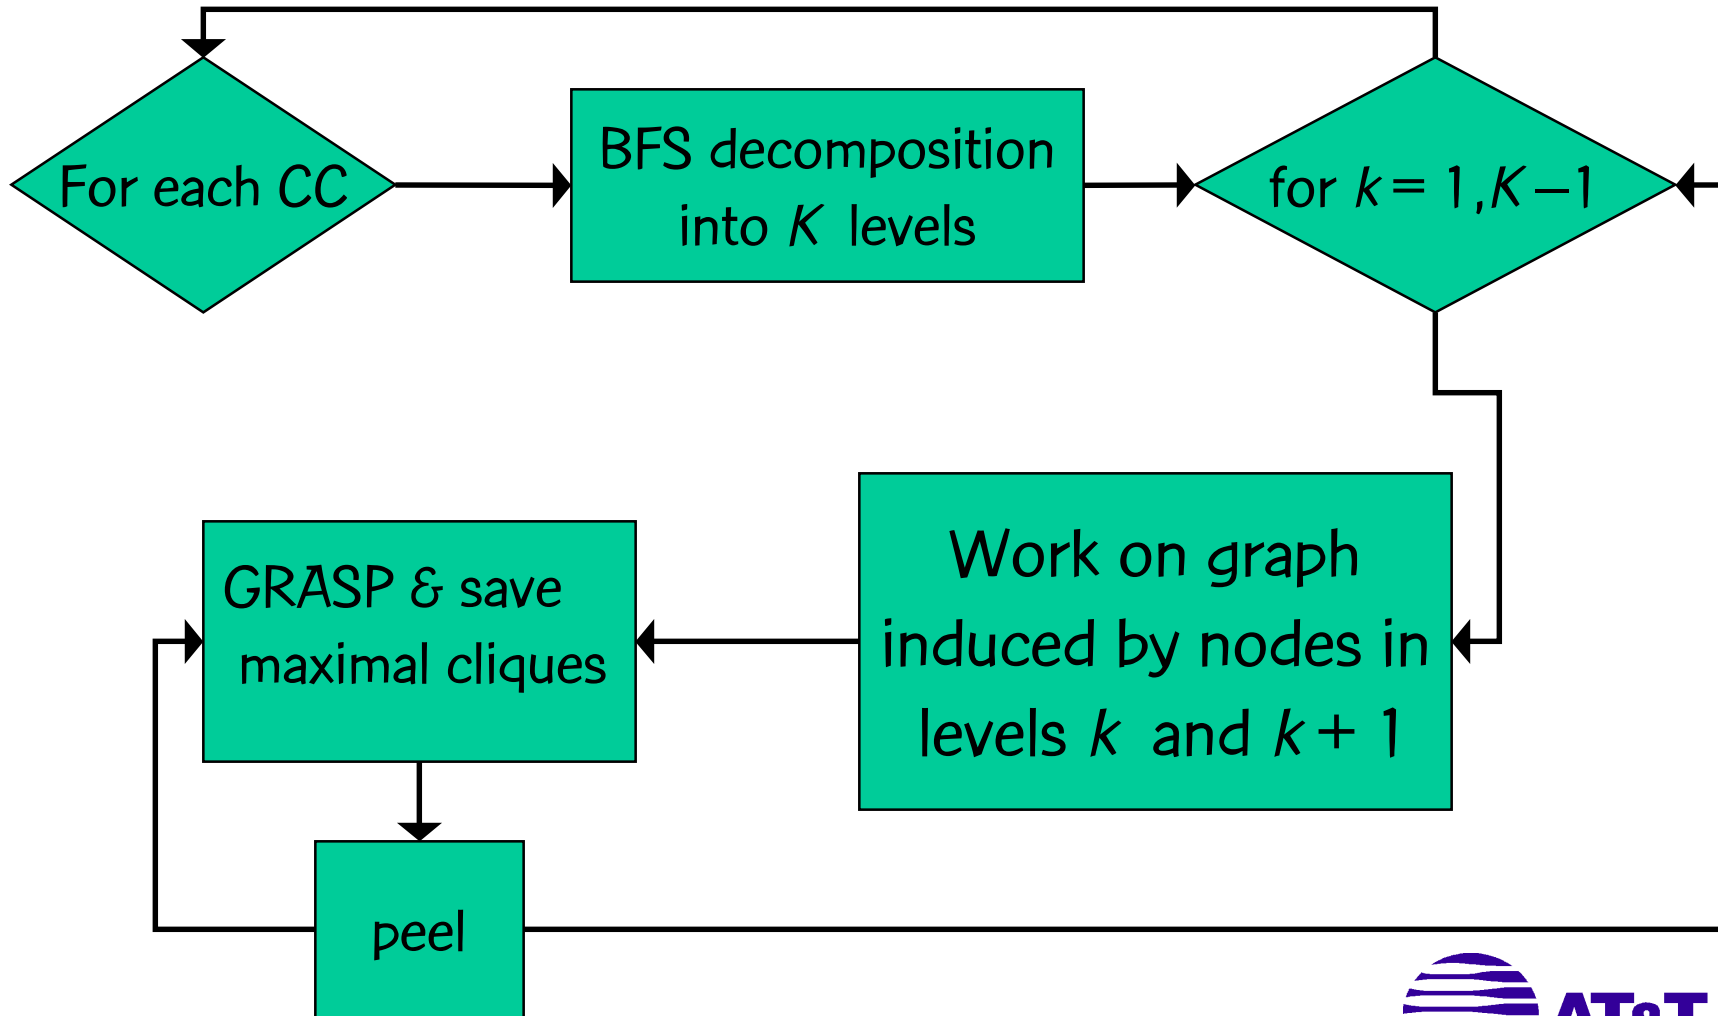 For each CC
BFS decomposition
into K levels
for k = 1,K–1
Work on graph
induced by nodes in
levels k and k + 1
GRASP & save
maximal cliques
peel
AT&T